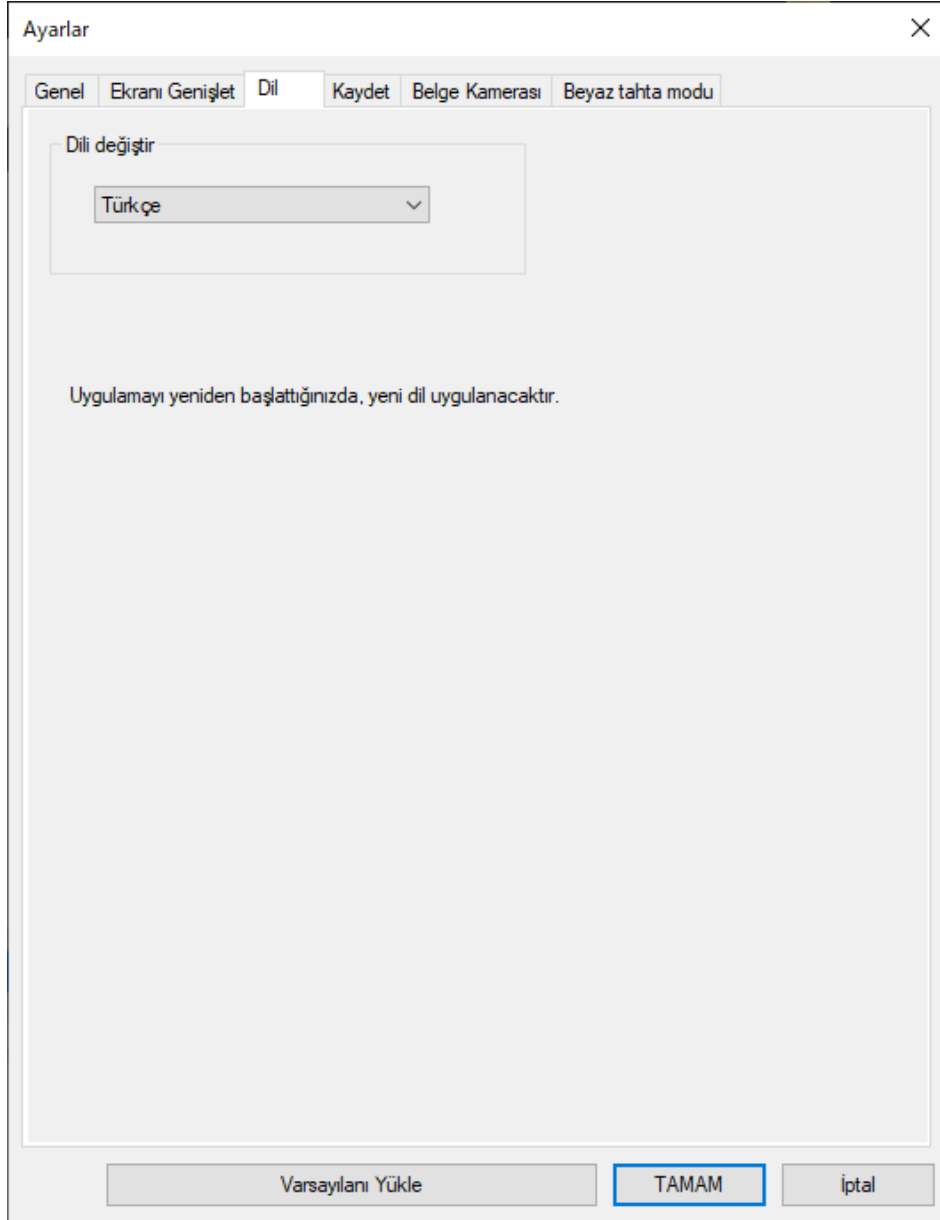 Ayarlar
Genel Ekranı Genişlet Dil Kaydet Belge Kamerası Beyaz tahta modu
Dili değiştir
Türkçe
Uygulamayı yeniden başlattığınızda, yeni dil uygulanacaktır.
Varsayılanı Yükle TAMAM İptal